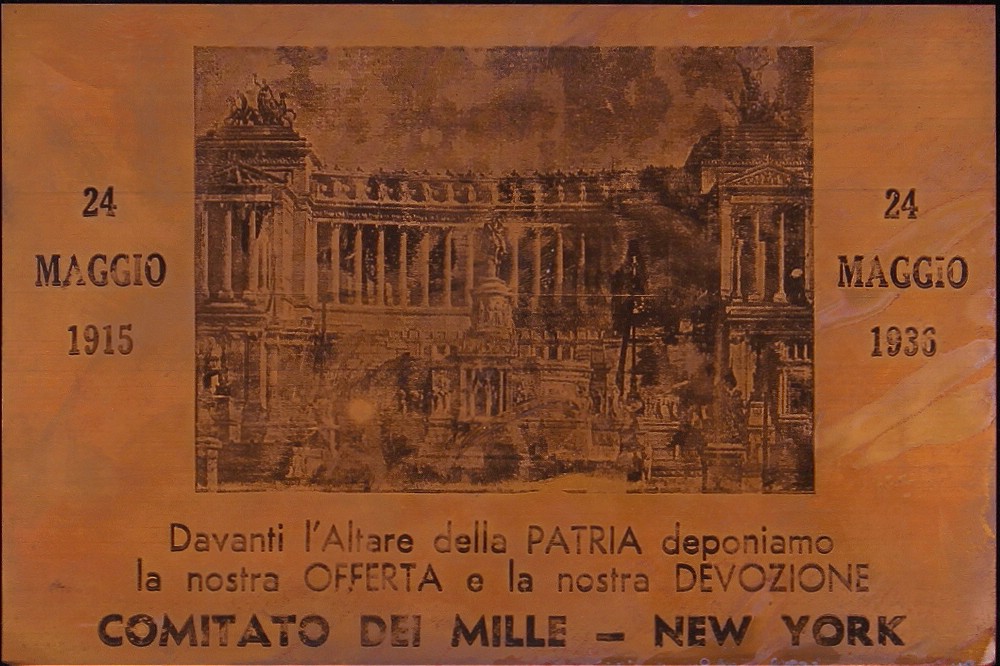 24
MAGGIO
1915
24
MAGGIO
1936
Davanti l'Altare della PATRIA deponiamo
la nostra OFFERTA e la nostra DEVOZIONE
COMITATO DEI MILLE – NEW YORK